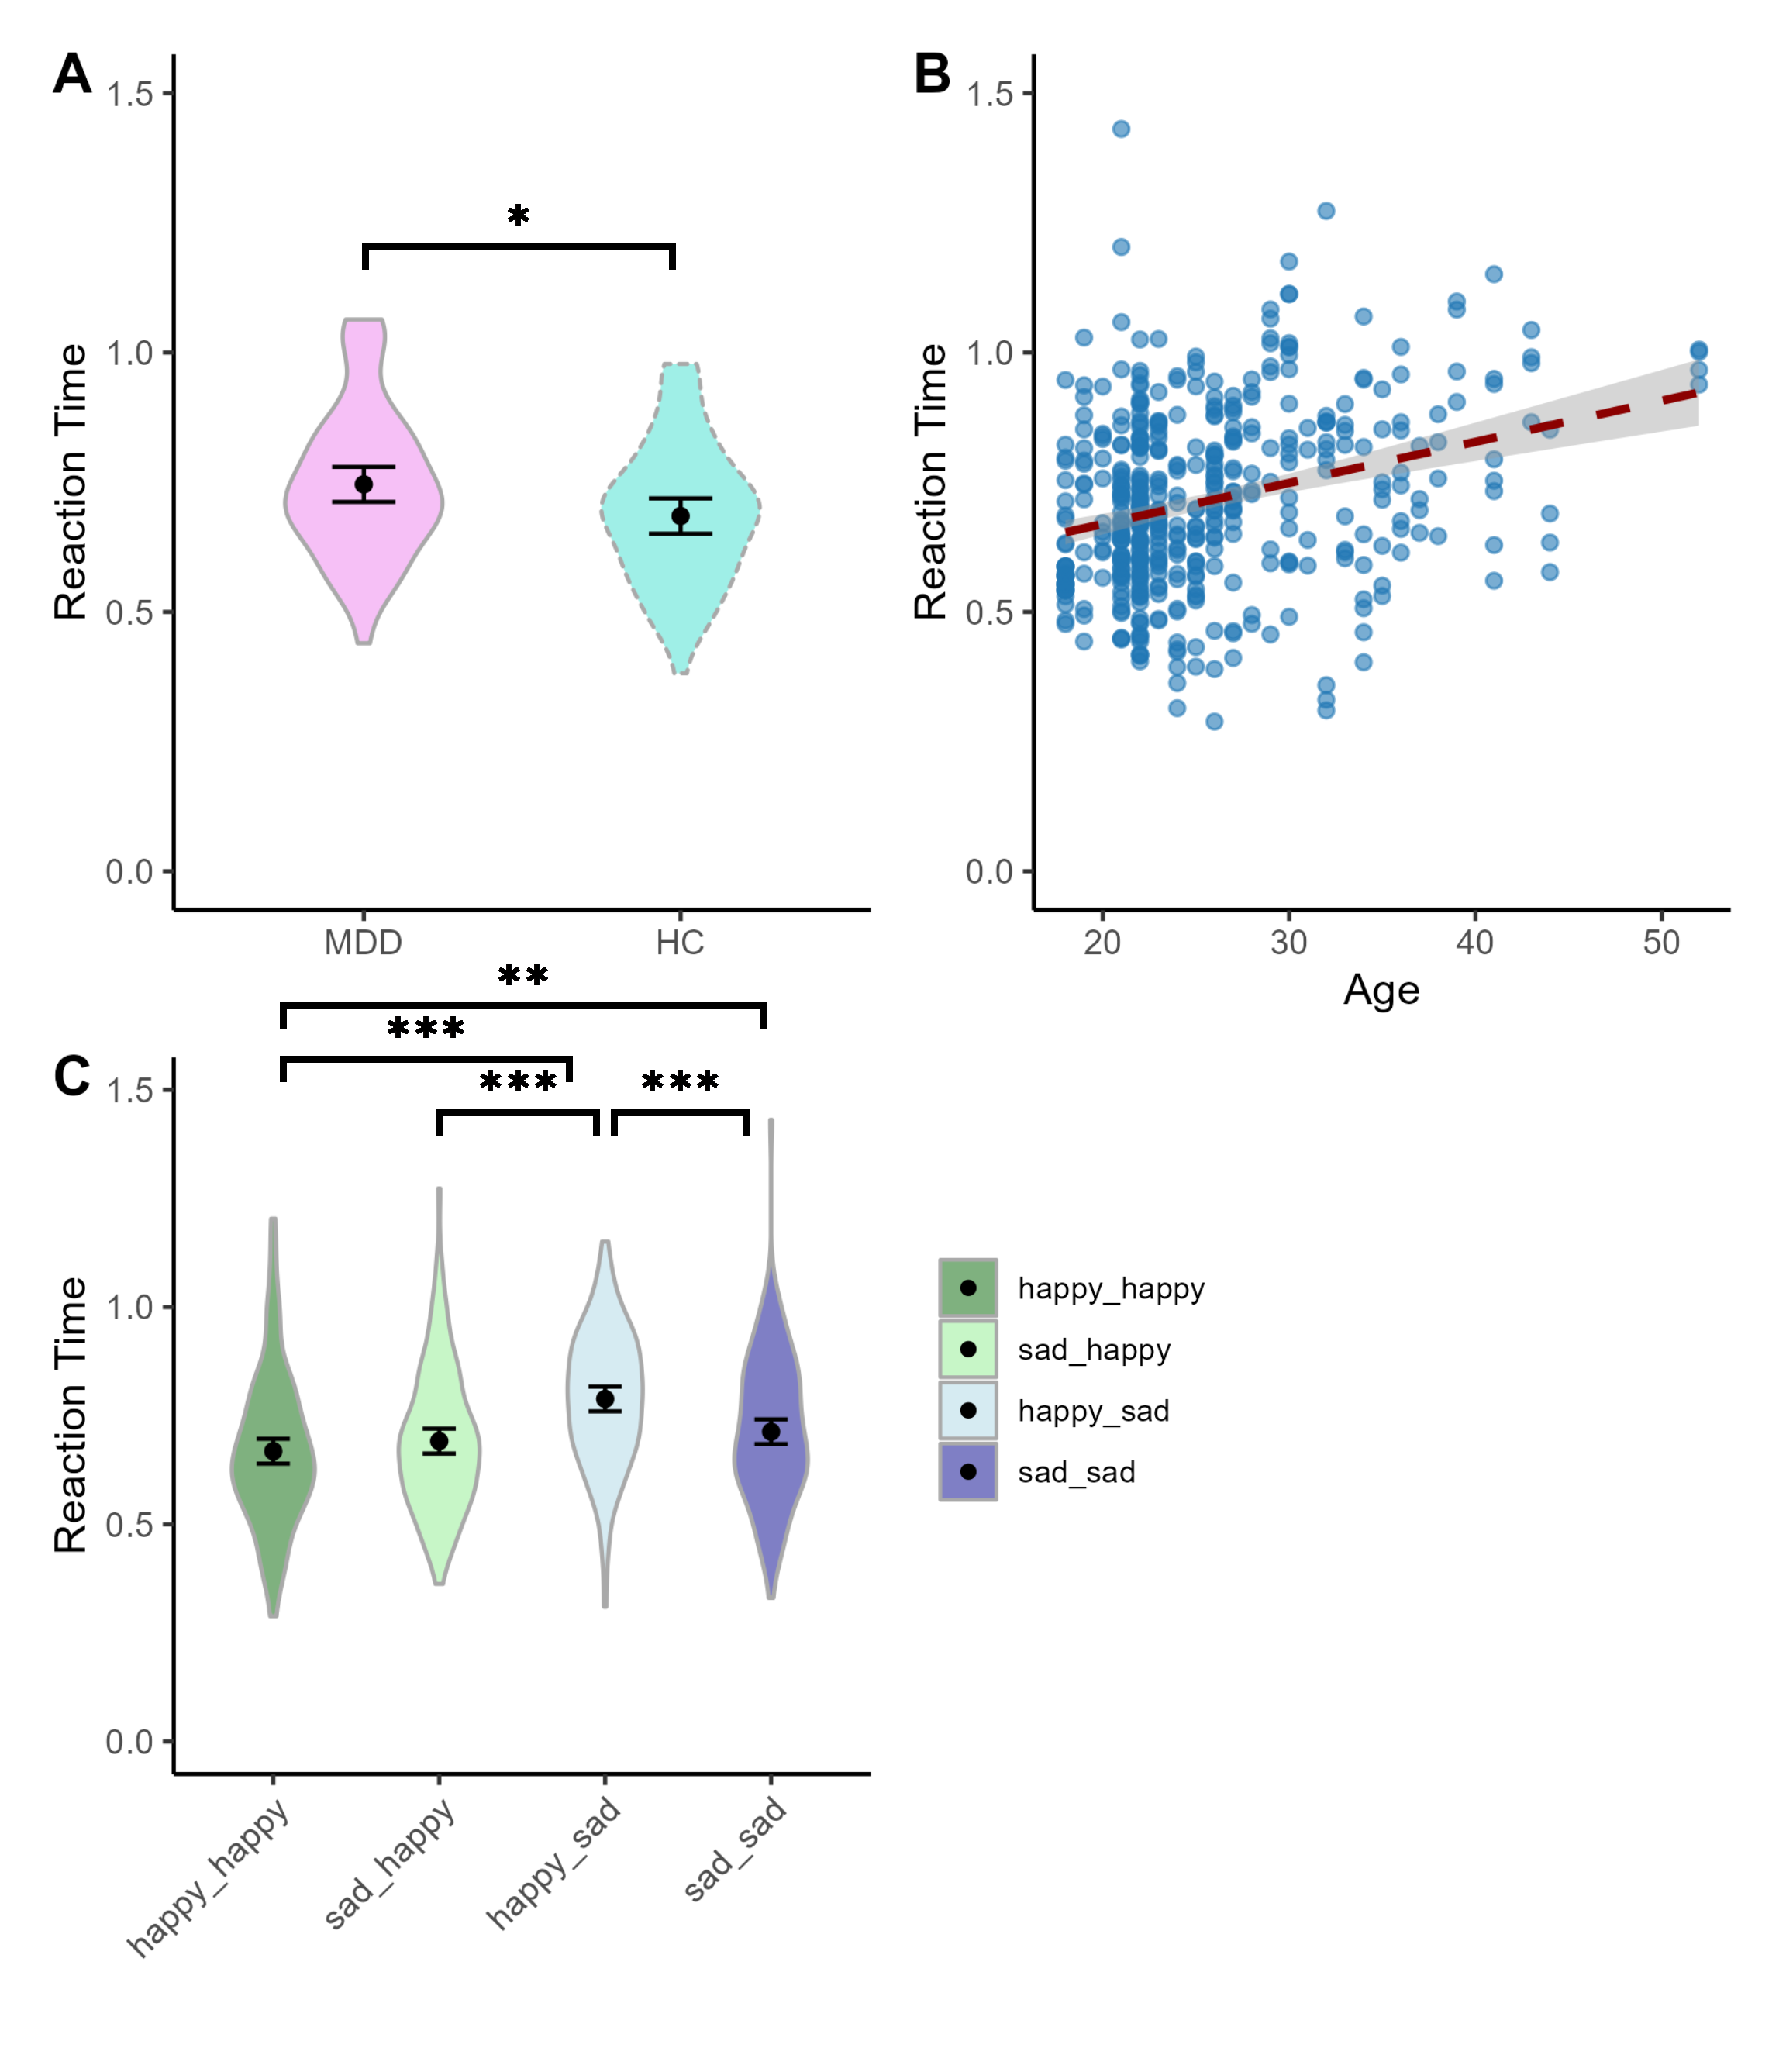 A
1.5
1.0
0.5
0.0
Reaction Time
*
MDD
HC
B
1.5
1.0
0.5
0.0
Reaction Time
20
30
40
50
Age
**
***
***
***
C
1.5
1.0
0.5
0.0
Reaction Time
happy_happy
sad_happy
happy_sad
sad_sad
happy_happy
sad_happy
happy_sad
sad_sad